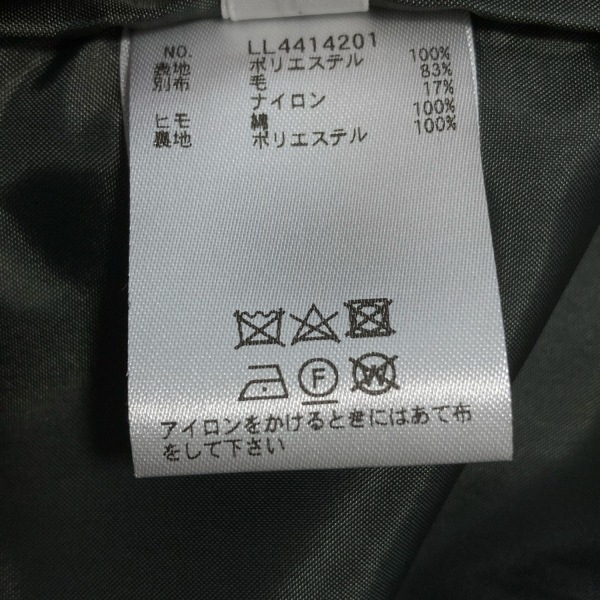 NO. LL4414201
表地 ポリエステル 100%
別布 毛 83%
ナイロン 17%
ヒモ 綿 100%
裏地 ポリエステル 100%
F W
アイロンをかけるときにはあて布
をして下さい